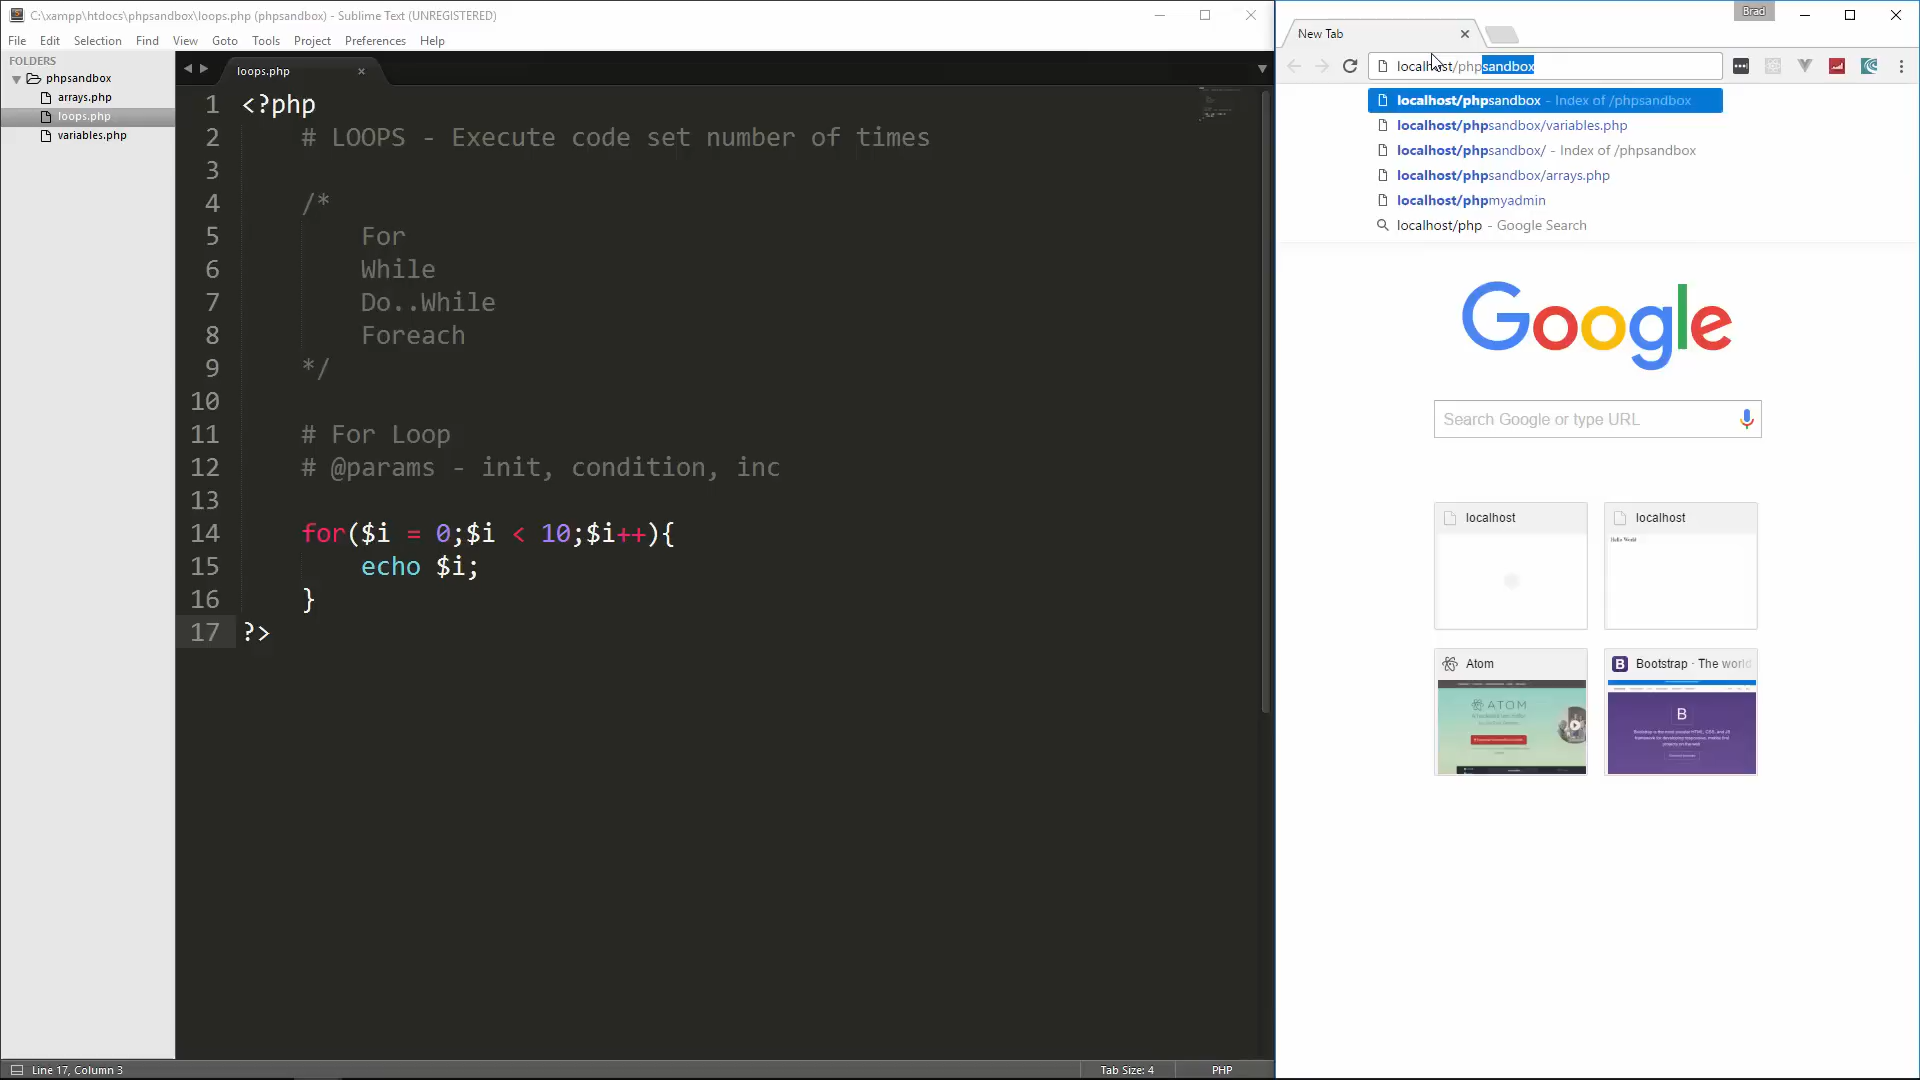 C:\xampp\htdocs\phpsandbox\loops.php (phpsandbox) - Sublime Text (UNREGISTERED)
File Edit Selection Find View Goto Tools Project Preferences Help
FOLDERS
phpsandbox
arrays.php
loops.php
variables.php
loops.php
1 <?php
2 # LOOPS - Execute code set number of times
3
4 /*
5 For
6 While
7 Do..While
8 Foreach
9 */
10
11 # For Loop
12 # @params - init, condition, inc
13
14 for($i = 0;$i < 10;$i++){
15 echo $i;
16 }
17 ?>
Line 17, Column 3
Tab Size: 4
PHP
Brad
New Tab
localhost/phpsandbox
localhost/phpsandbox - Index of /phpsandbox
localhost/phpsandbox/variables.php
localhost/phpsandbox/ - Index of /phpsandbox
localhost/phpsandbox/arrays.php
localhost/phpmyadmin
localhost/php - Google Search
Google
Search Google or type URL
localhost
localhost
Hello World
Atom
Bootstrap · The world
ATOM
B
B